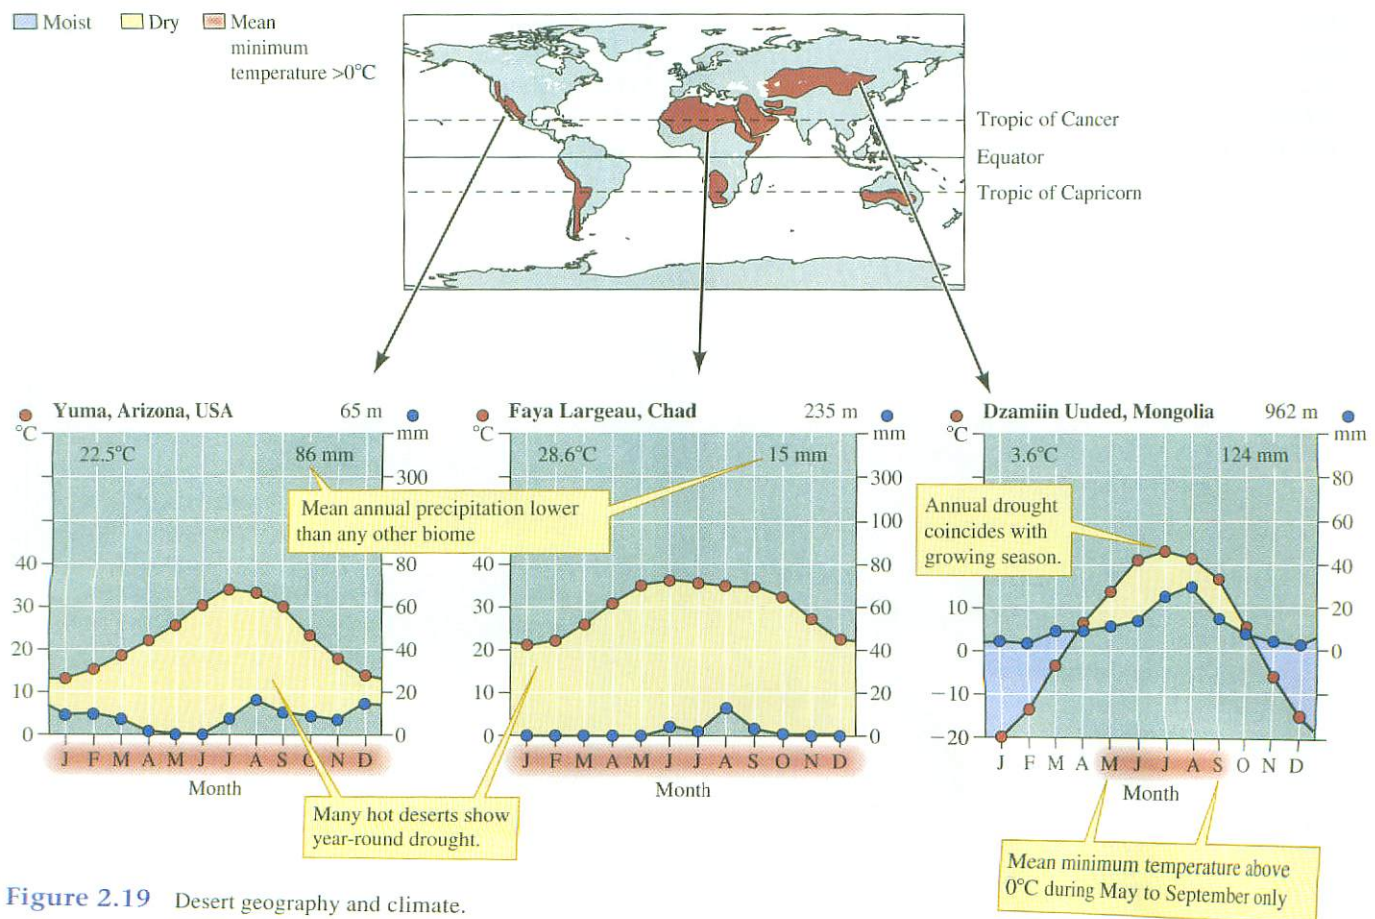 Moist Dry Mean
minimum
temperature >0°C
Tropic of Cancer
Equator
Tropic of Capricorn
Yuma, Arizona, USA 65 m
°C mm
22.5°C 86 mm
300
40 80
30 60
20 40
10 20
0 0
J F M A M J J A S O N D
Month
Faya Largeau, Chad 235 m
°C mm
28.6°C 15 mm
300
100
40 80
30 60
20 40
10 20
0 0
J F M A M J J A S O N D
Month
Dzamiin Uuded, Mongolia 962 m
°C mm
3.6°C 124 mm
80
60
40
10 20
0 0
−10
−20
J F M A M J J A S O N D
Month
Mean annual precipitation lower
than any other biome
Annual drought
coincides with
growing season.
Many hot deserts show
year-round drought.
Mean minimum temperature above
0°C during May to September only
Figure 2.19 Desert geography and climate.